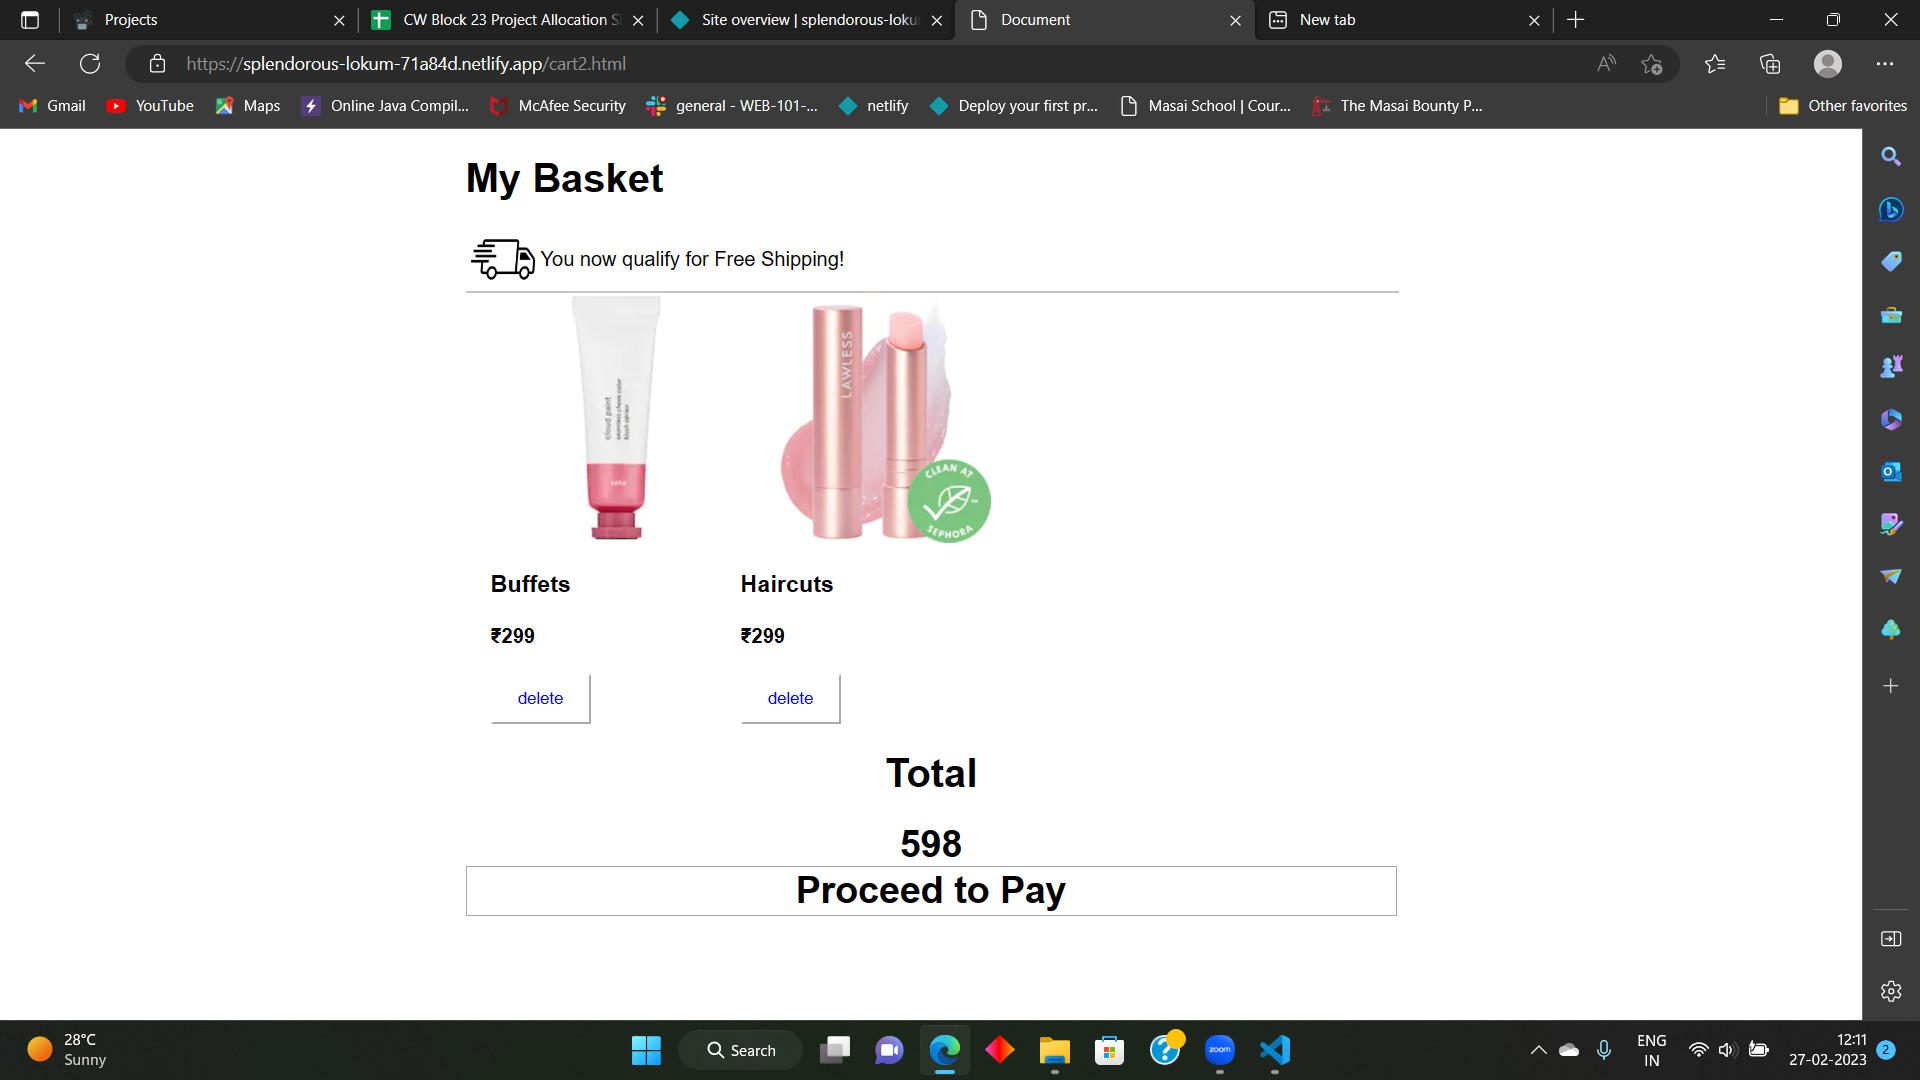 Projects
CW Block 23 Project Allocation S
Site overview | splendorous-loku
Document
New tab
https://splendorous-lokum-71a84d.netlify.app/cart2.html
Gmail
YouTube
Maps
Online Java Compil...
McAfee Security
general - WEB-101-...
netlify
Deploy your first pr...
Masai School | Cour...
The Masai Bounty P...
Other favorites
My Basket
You now qualify for Free Shipping!
cloud paint
LAWLESS
CLEAN AT
SEPHORA
Buffets
Haircuts
₹299
₹299
delete
delete
Total
598
Proceed to Pay
28°C
Sunny
Search
zoom
ENG
IN
12:11
27-02-2023
2